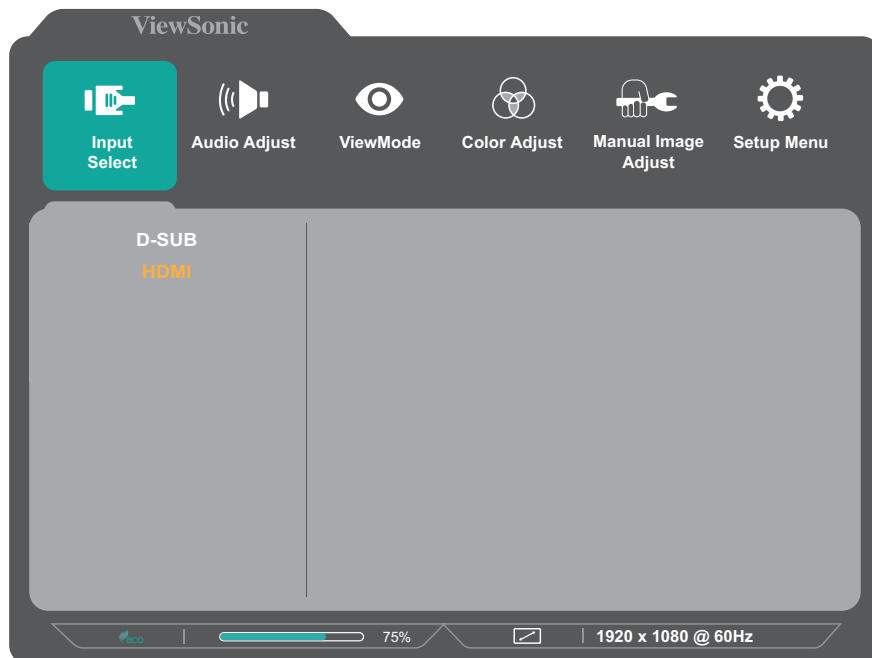 ViewSonic
Input
Select
Audio Adjust
ViewMode
Color Adjust
Manual Image
Adjust
Setup Menu
D-SUB
HDMI
eco
75%
1920 x 1080 @ 60Hz